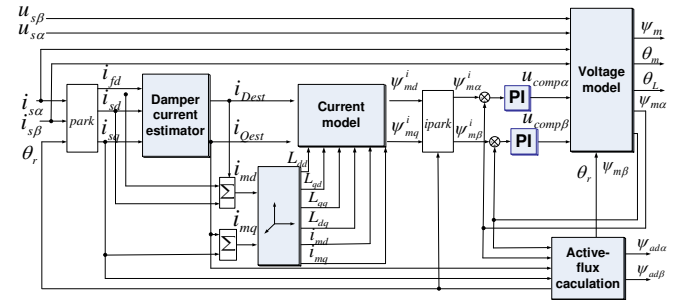 u_sβ
u_sα
i_sα
i_sβ
θ_r
park
i_fd
i_sd
i_sq
Damper
current
estimator
i_Dest
i_Qest
Current
model
ψ^i_md
ψ^i_mq
ipark
ψ^i_mα
ψ^i_mβ
u_compα
PI
u_compβ
PI
Voltage
model
ψ_m
θ_m
θ_L
ψ_mα
Σ
i_md
Σ
i_mq
L_dd
L_qd
L_qq
L_dq
i_md
i_mq
θ_r
ψ_mβ
Active-
flux
caculation
ψ_adα
ψ_adβ